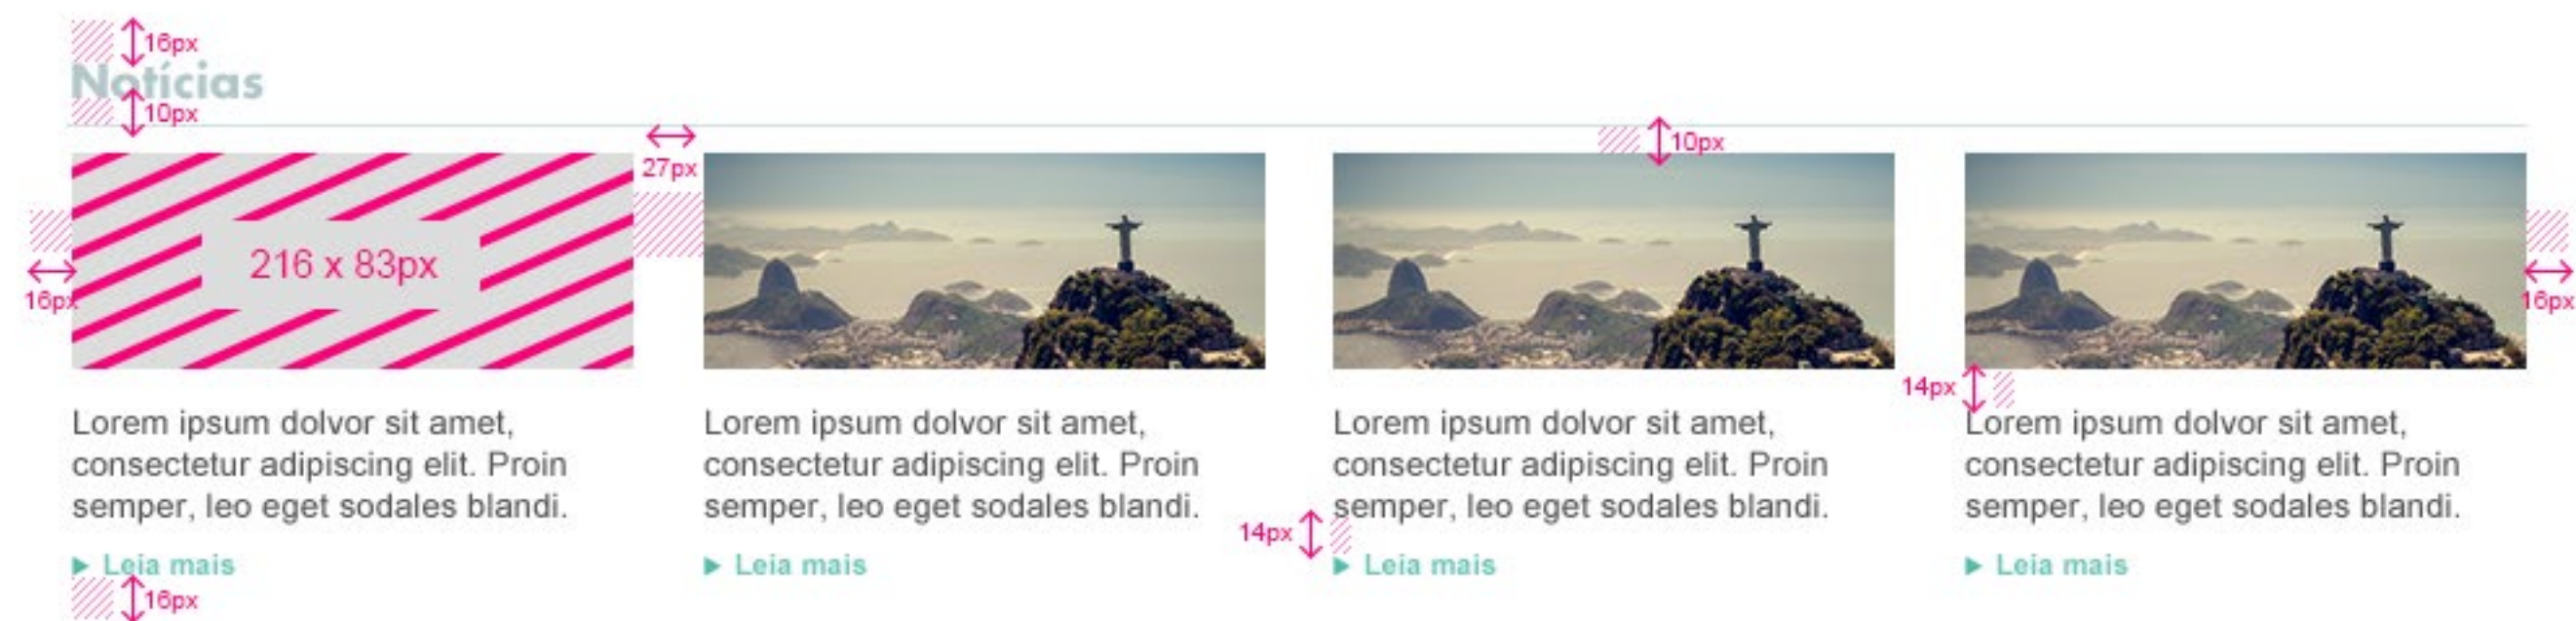 16px
Notícias
10px
10px
27px
216 x 83px
16px
16px
14px
Lorem ipsum dolvor sit amet,
consectetur adipiscing elit. Proin
semper, leo eget sodales blandi.
Leia mais
Lorem ipsum dolvor sit amet,
consectetur adipiscing elit. Proin
semper, leo eget sodales blandi.
Leia mais
Lorem ipsum dolvor sit amet,
consectetur adipiscing elit. Proin
semper, leo eget sodales blandi.
14px
Leia mais
Lorem ipsum dolvor sit amet,
consectetur adipiscing elit. Proin
semper, leo eget sodales blandi.
Leia mais
16px